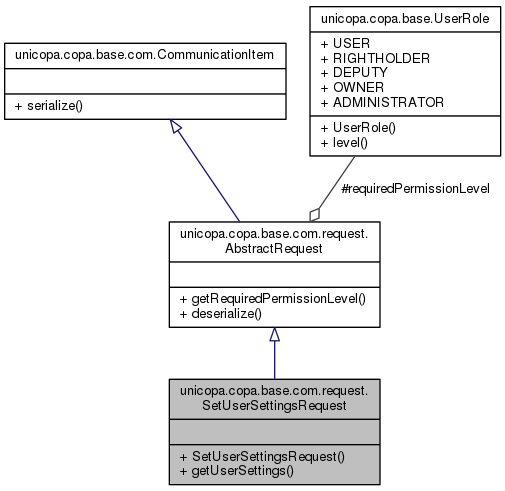 unicopa.copa.base.UserRole
+ USER
+ RIGHTHOLDER
+ DEPUTY
+ OWNER
+ ADMINISTRATOR
+ UserRole()
+ level()
unicopa.copa.base.com.CommunicationItem
+ serialize()
#requiredPermissionLevel
unicopa.copa.base.com.request.
AbstractRequest
+ getRequiredPermissionLevel()
+ deserialize()
unicopa.copa.base.com.request.
SetUserSettingsRequest
+ SetUserSettingsRequest()
+ getUserSettings()